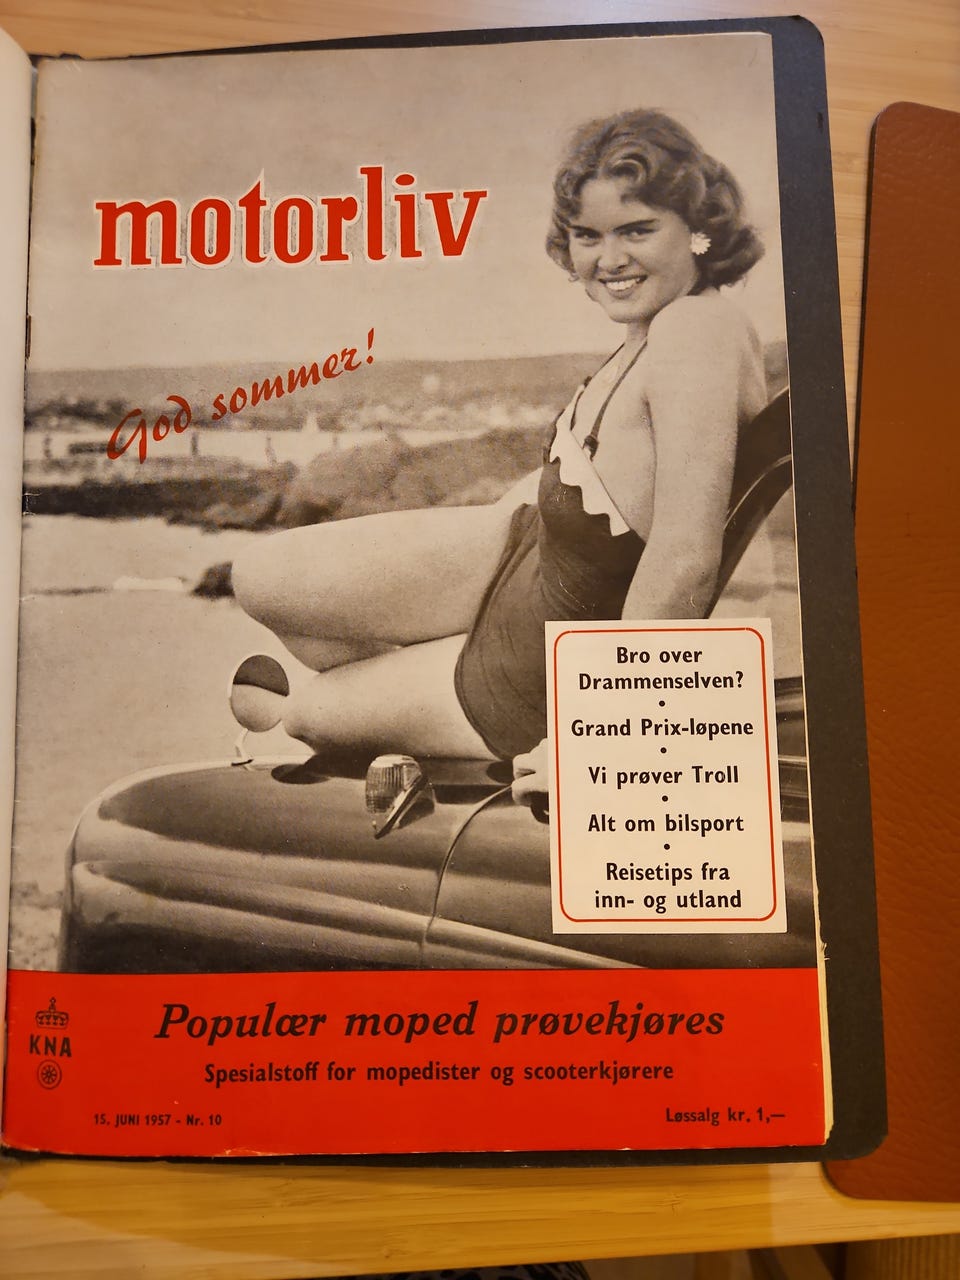 motorliv
God sommer!
Bro over
Drammenselven?
•
Grand Prix-løpene
•
Vi prøver Troll
•
Alt om bilsport
•
Reisetips fra
inn- og utland
KNA
Populær moped prøvekjøres
Spesialstoff for mopedister og scooterkjørere
15. JUNI 1957 - Nr. 10
Løssalg kr. 1,—